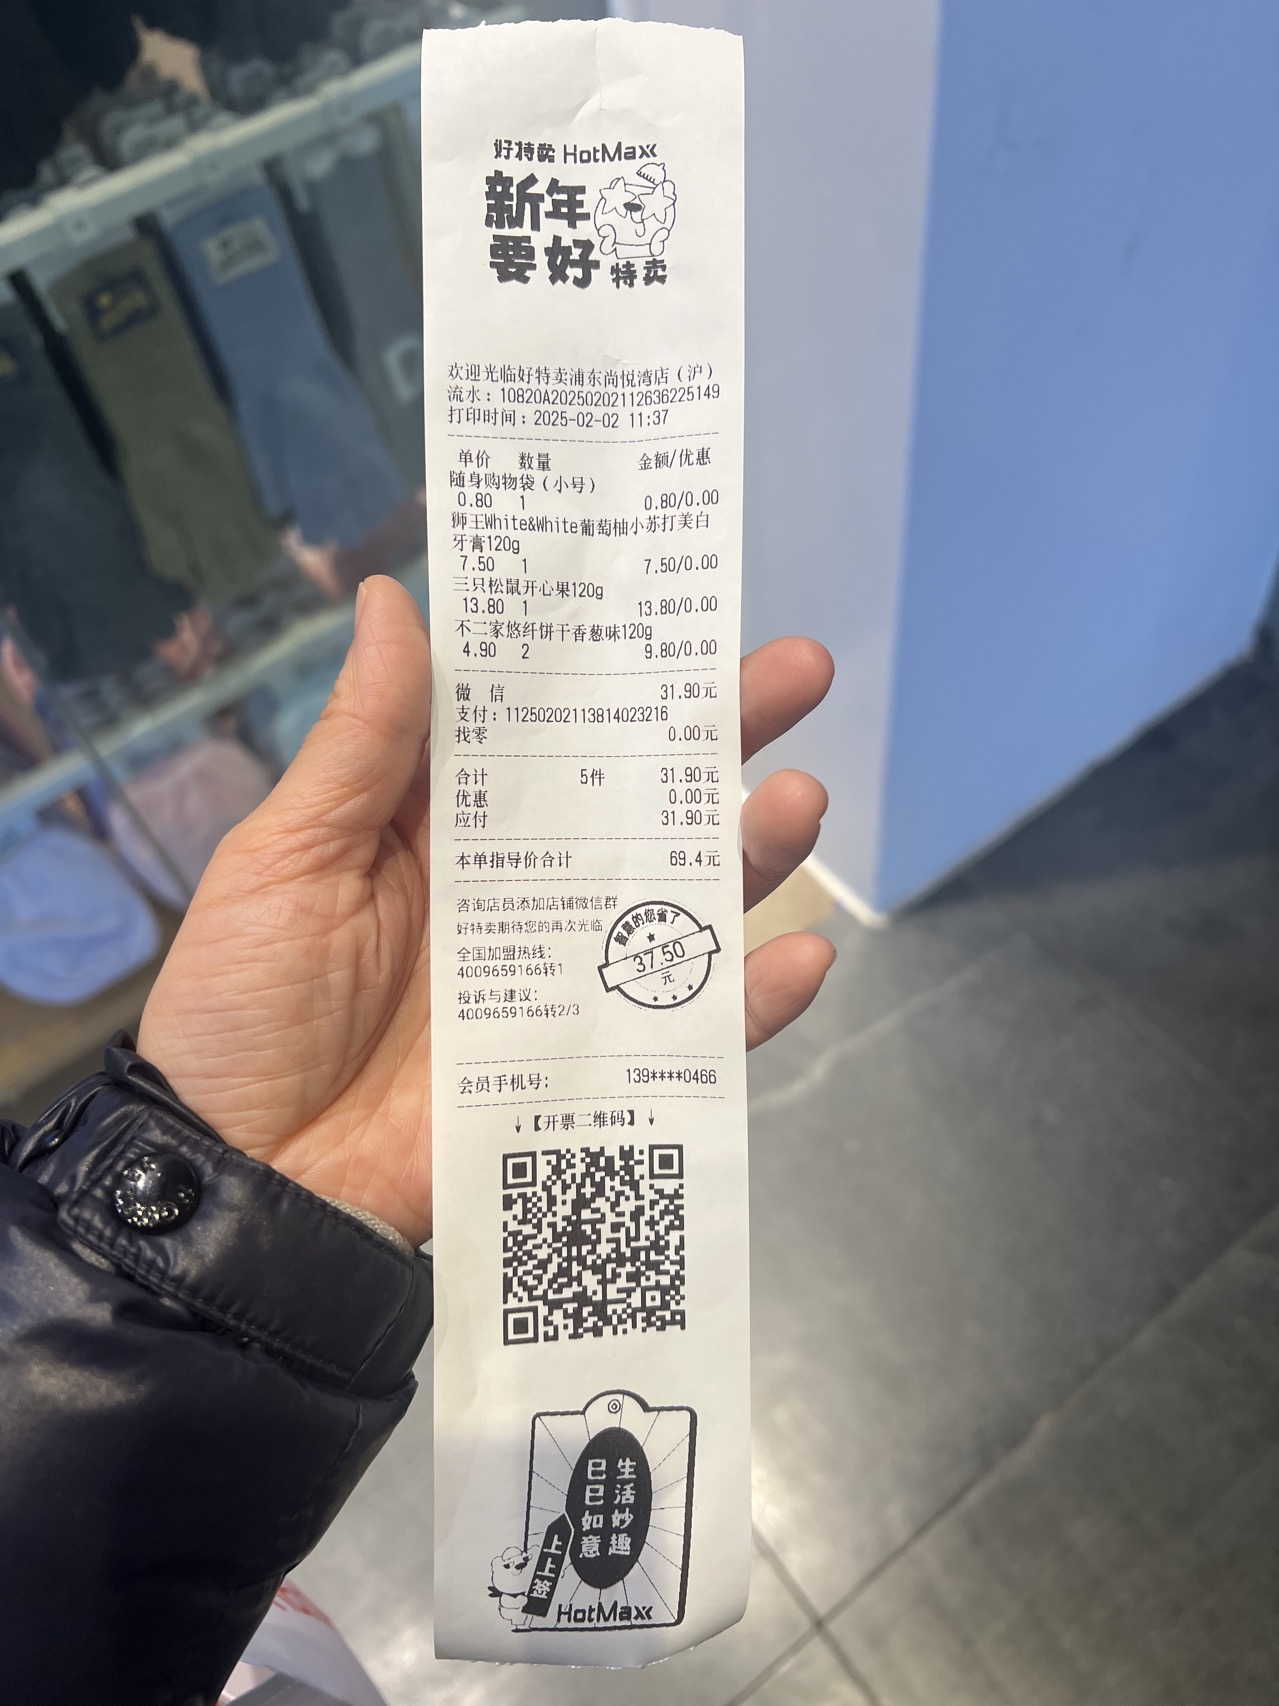 好特卖 HotMaxx
新年
要好特卖
欢迎光临好特卖浦东尚悦湾店（沪）
流水：10820A20250202112636225149
打印时间：2025-02-02 11:37
单价 数量 金额/优惠
随身购物袋（小号）
0.80 1 0.80/0.00
狮王White&White葡萄柚小苏打美白
牙膏120g
7.50 1 7.50/0.00
三只松鼠开心果120g
13.80 1 13.80/0.00
不二家悠纤饼干香葱味120g
4.90 2 9.80/0.00
微 信 31.90元
支付：11250202113814023216
找零 0.00元
合计 5件 31.90元
优惠 0.00元
应付 31.90元
本单指导价合计 69.4元
咨询店员添加店铺微信群
好特卖期待您的再次光临
全国加盟热线：
4009659166转1
投诉与建议：
4009659166转2/3
智慧的您省了
37.50
元
会员手机号： 139****0466
↓【开票二维码】↓
生活妙趣
巳巳如意
上上签
HotMaxx